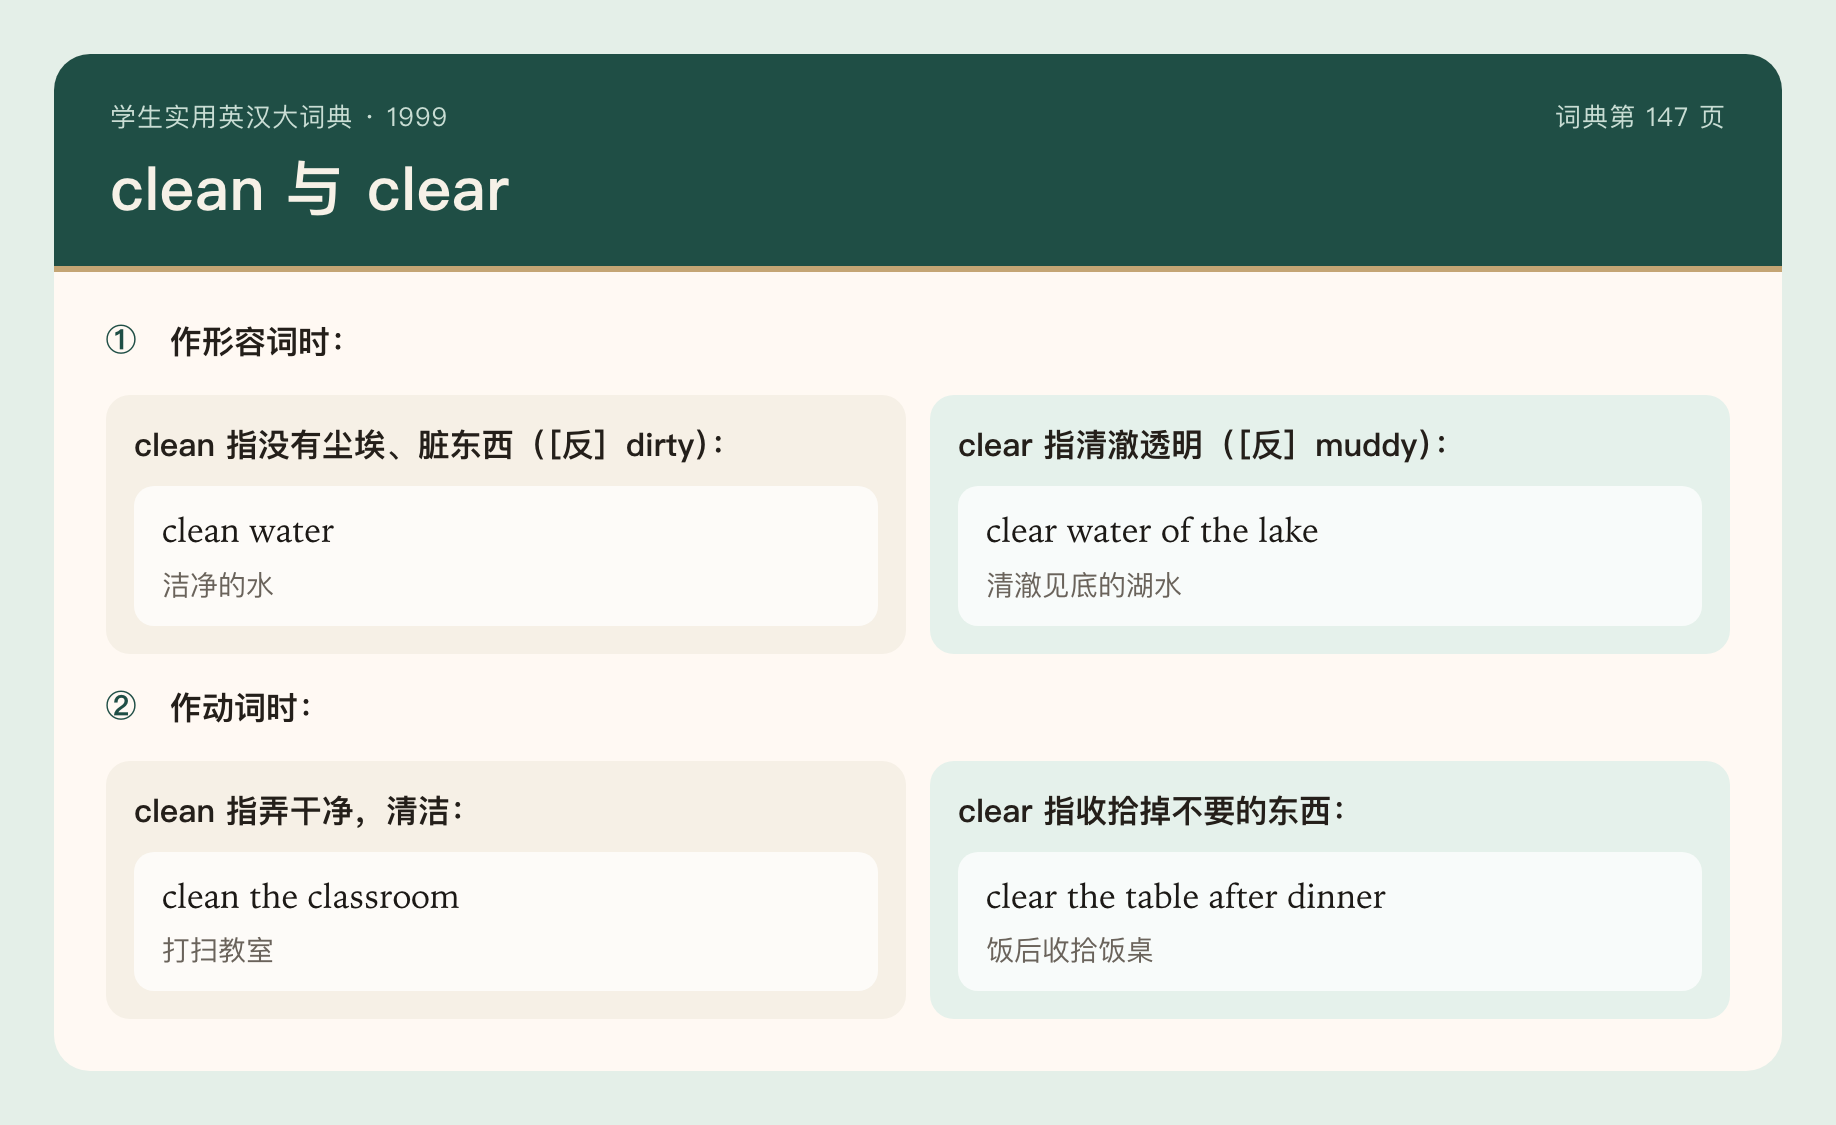 学生实用英汉大词典 · 1999
词典第 147 页
clean 与 clear
① 作形容词时：
clean 指没有尘埃、脏东西（[反] dirty）：
clean water
洁净的水
clear 指清澈透明（[反] muddy）：
clear water of the lake
清澈见底的湖水
② 作动词时：
clean 指弄干净，清洁：
clean the classroom
打扫教室
clear 指收拾掉不要的东西：
clear the table after dinner
饭后收拾饭桌